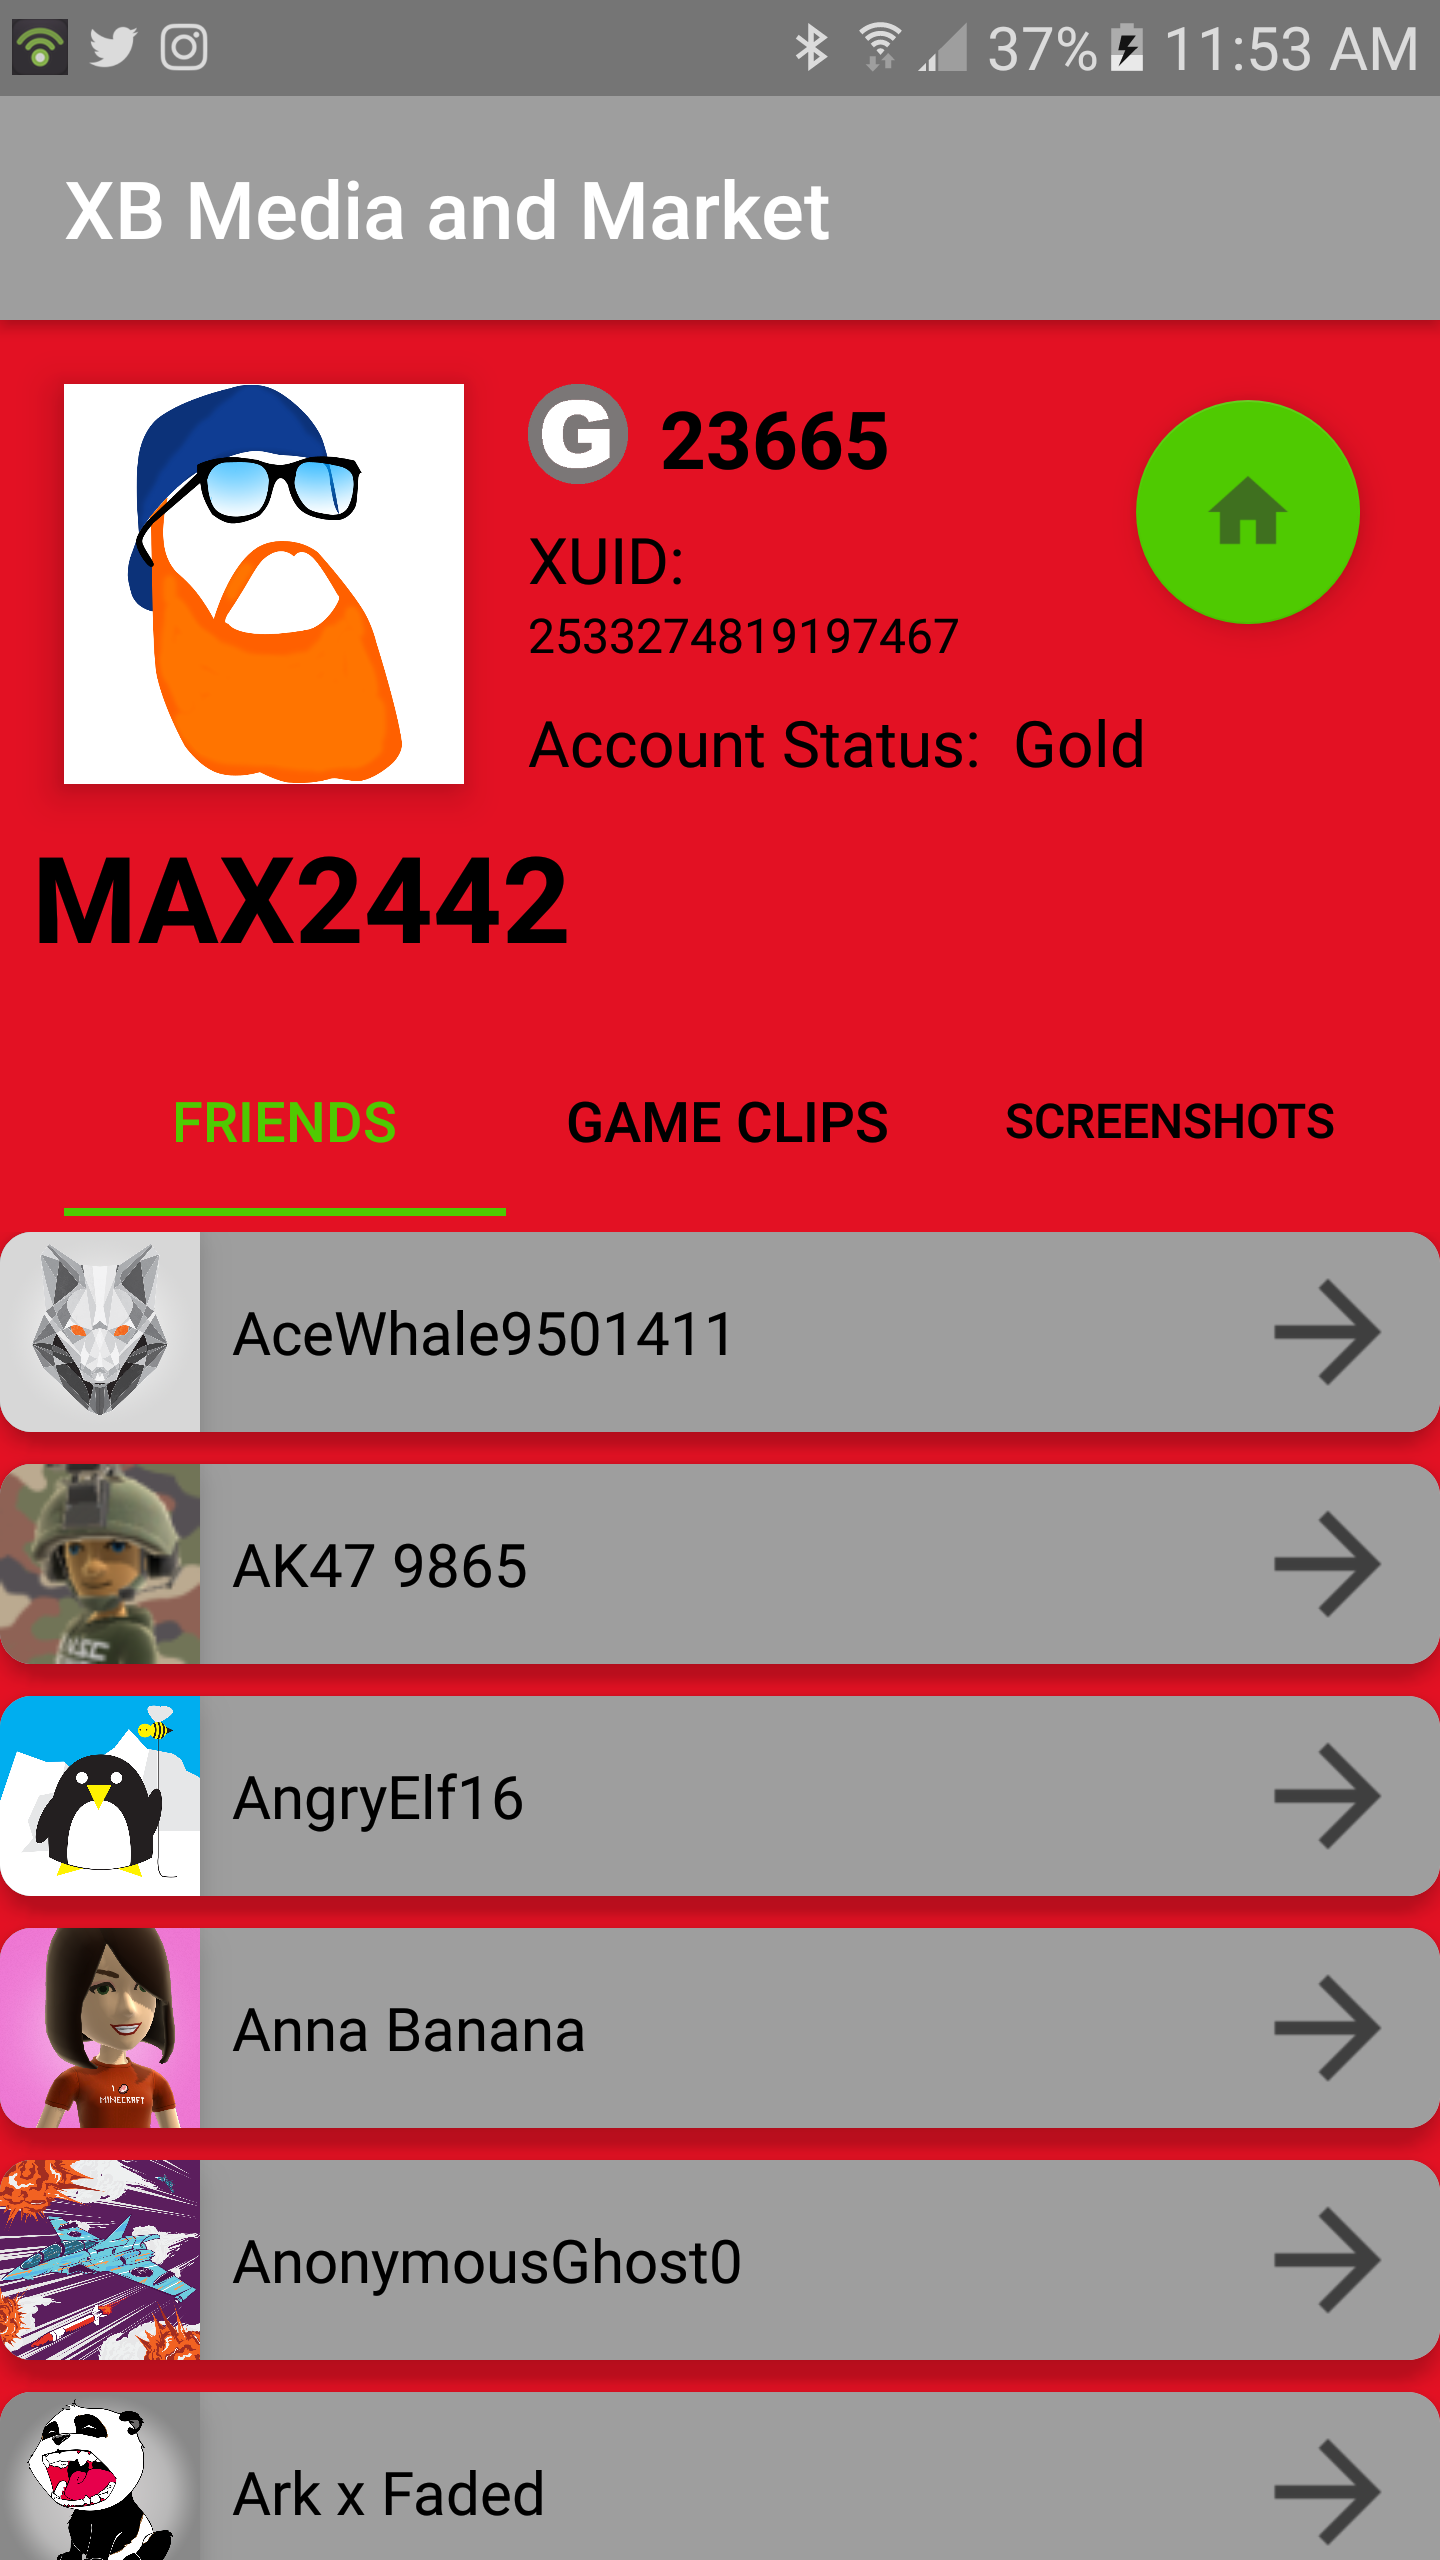 37% 11:53 AM
XB Media and Market
G 23665
XUID:
2533274819197467
Account Status: Gold
MAX2442
FRIENDS GAME CLIPS SCREENSHOTS
AceWhale9501411
AK47 9865
AngryElf16
Anna Banana
I
MINECRAFT
AnonymousGhost0
Ark x Faded